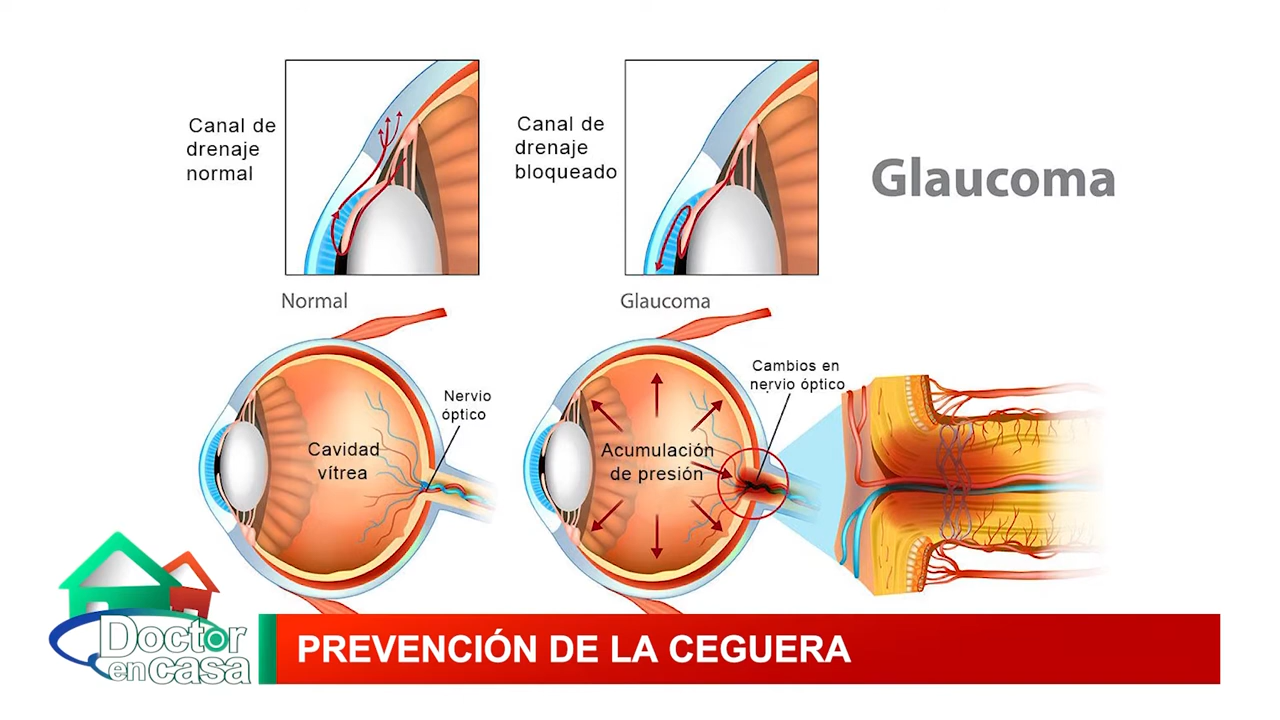 Canal de
drenaje
normal
Canal de
drenaje
bloqueado
Glaucoma
Normal
Glaucoma
Nervio
óptico
Cavidad
vítrea
Acumulación
de presión
Cambios en
nervio óptico
Doctor
en casa
PREVENCIÓN DE LA CEGUERA